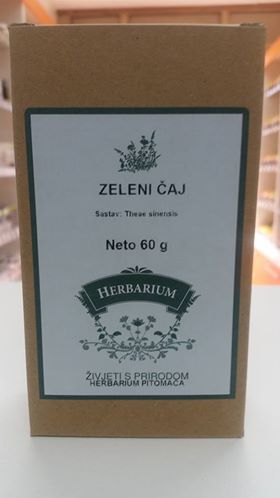 ZELENI ČAJ
Sastav: Theae sinensis
Neto 60 g
HERBARIUM
ŽIVJETI S PRIRODOM
HERBARIUM PITOMAČA